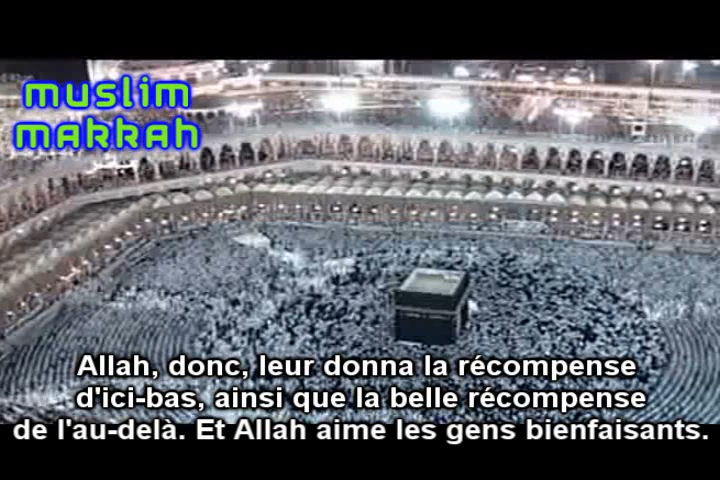 muslim
makkah
Allah, donc, leur donna la récompense
d'ici-bas, ainsi que la belle récompense
de l'au-delà. Et Allah aime les gens bienfaisants.